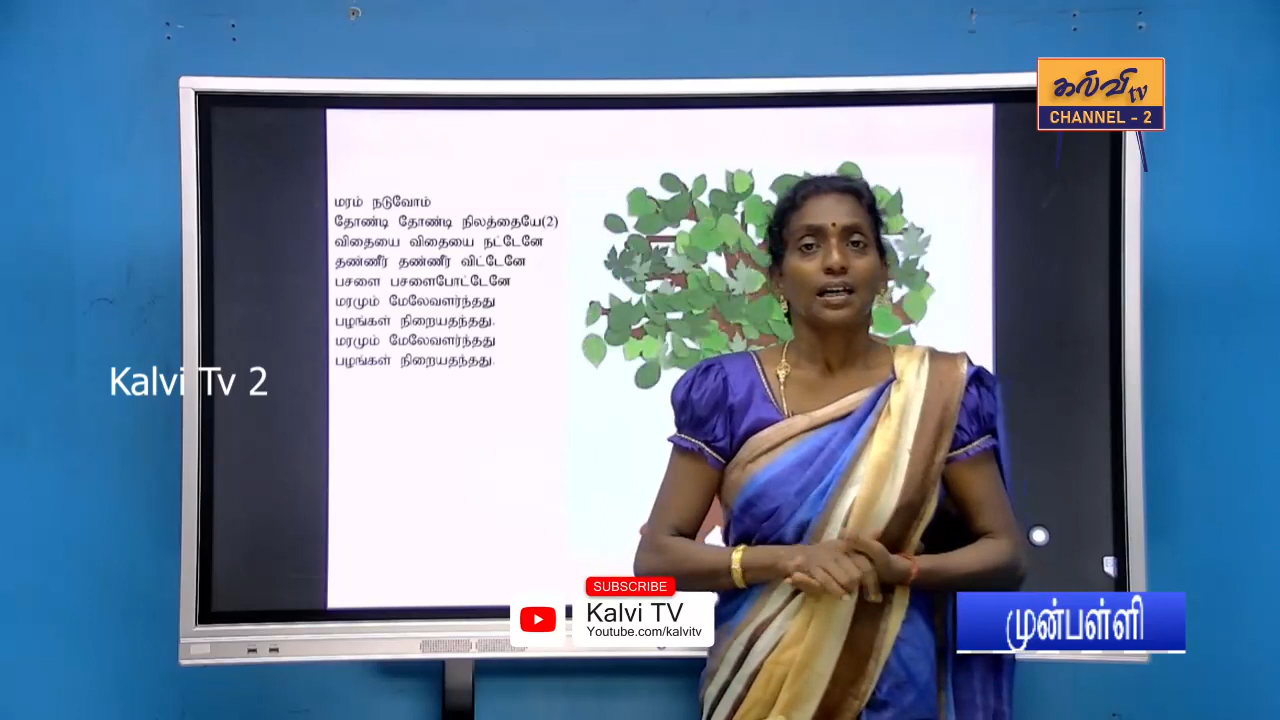 கல்வி tv
CHANNEL - 2
மரம் நடுவோம்
தோண்டி தோண்டி நிலத்தையே(2)
விதையை விதையை நட்டேனே
தண்ணீர் தண்ணீர் விட்டேனே
பசளை பசளைபோட்டேனே
மரமும் மேலேவளர்ந்தது
பழங்கள் நிறையதந்தது.
மரமும் மேலேவளர்ந்தது
பழங்கள் நிறையதந்தது.
Kalvi Tv 2
SUBSCRIBE
Kalvi TV
Youtube.com/kalvitv
முன்பள்ளி